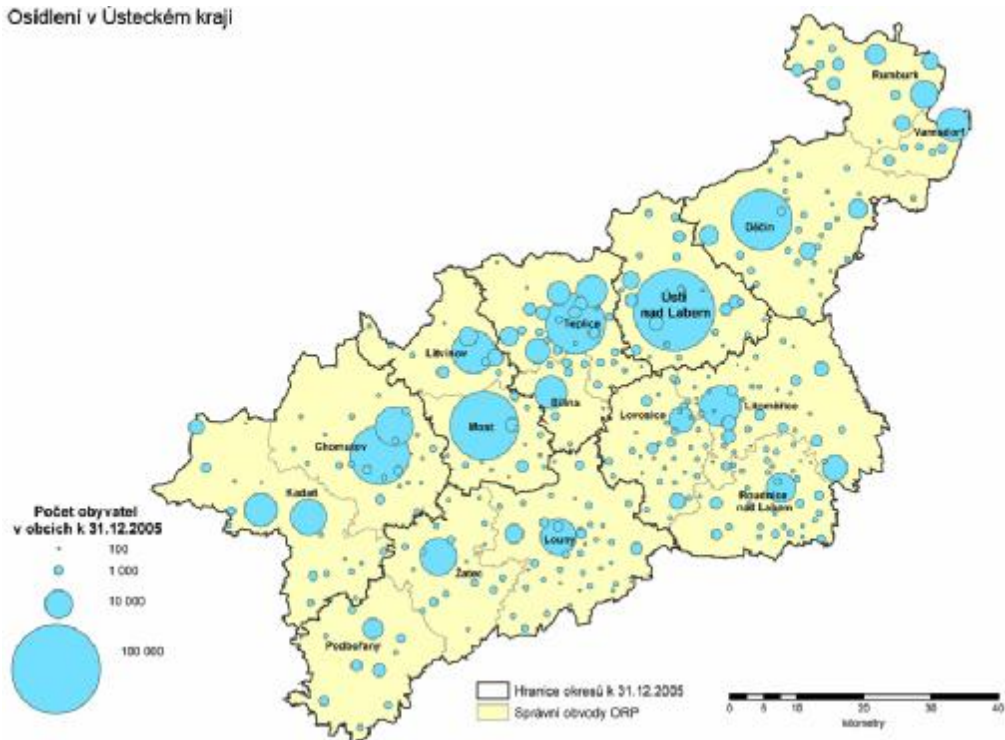 Osídlení v Ústeckém kraji
Rumburk
Varnsdorf
Děčín
Ústí
nad Labem
Teplice
Litvínov
Bílina
Lovosice
Litoměřice
Most
Chomutov
Kadaň
Roudnice
nad Labem
Louny
Žatec
Podbořany
Počet obyvatel
v obcích k 31.12.2005
100
1 000
10 000
100 000
Hranice okresů k 31.12.2005
Správní obvody ORP
0 5 10 20 30 40
kilometry